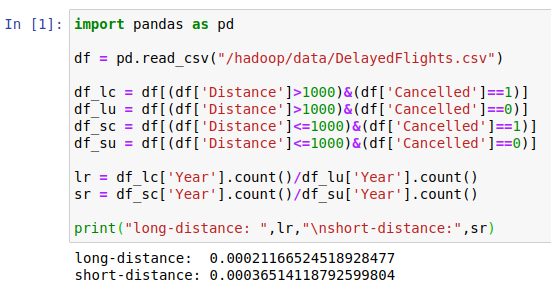 In [1]: import pandas as pd
df = pd.read_csv("/hadoop/data/DelayedFlights.csv")
df_lc = df[(df['Distance']>1000)&(df['Cancelled']==1)]
df_lu = df[(df['Distance']>1000)&(df['Cancelled']==0)]
df_sc = df[(df['Distance']<=1000)&(df['Cancelled']==1)]
df_su = df[(df['Distance']<=1000)&(df['Cancelled']==0)]
lr = df_lc['Year'].count()/df_lu['Year'].count()
sr = df_sc['Year'].count()/df_su['Year'].count()
print("long-distance: ",lr,"\nshort-distance:",sr)
long-distance:  0.00021166524518928477
short-distance: 0.00036514118792599804